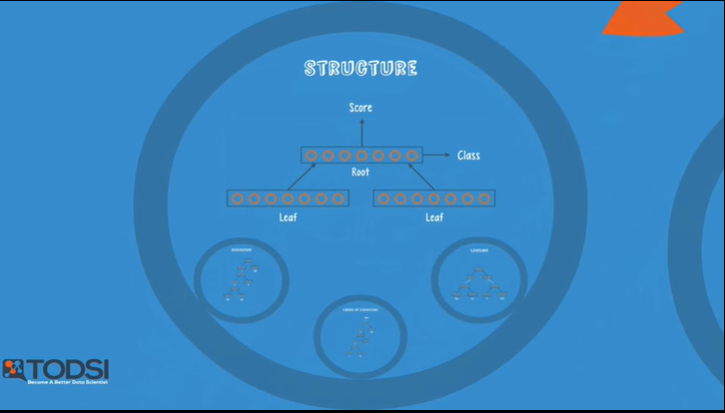 STRUCTURE
Score
Class
Root
Leaf
Leaf
TODSI
Become A Better Data Scientist